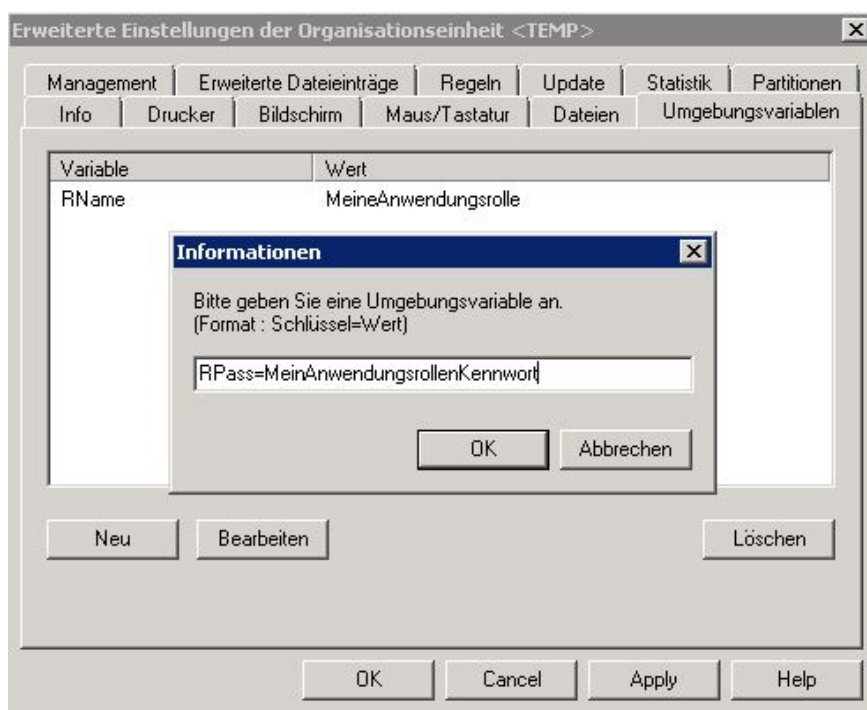 Erweiterte Einstellungen der Organisationseinheit <TEMP>
Management Erweiterte Dateieinträge Regeln Update Statistik Partitionen
Info Drucker Bildschirm Maus/Tastatur Dateien Umgebungsvariablen
Variable Wert
RName MeineAnwendungsrolle
Informationen
Bitte geben Sie eine Umgebungsvariable an.
(Format : Schlüssel=Wert)
RPass=MeinAnwendungsrollenKennwort
OK Abbrechen
Neu Bearbeiten Löschen
OK Cancel Apply Help